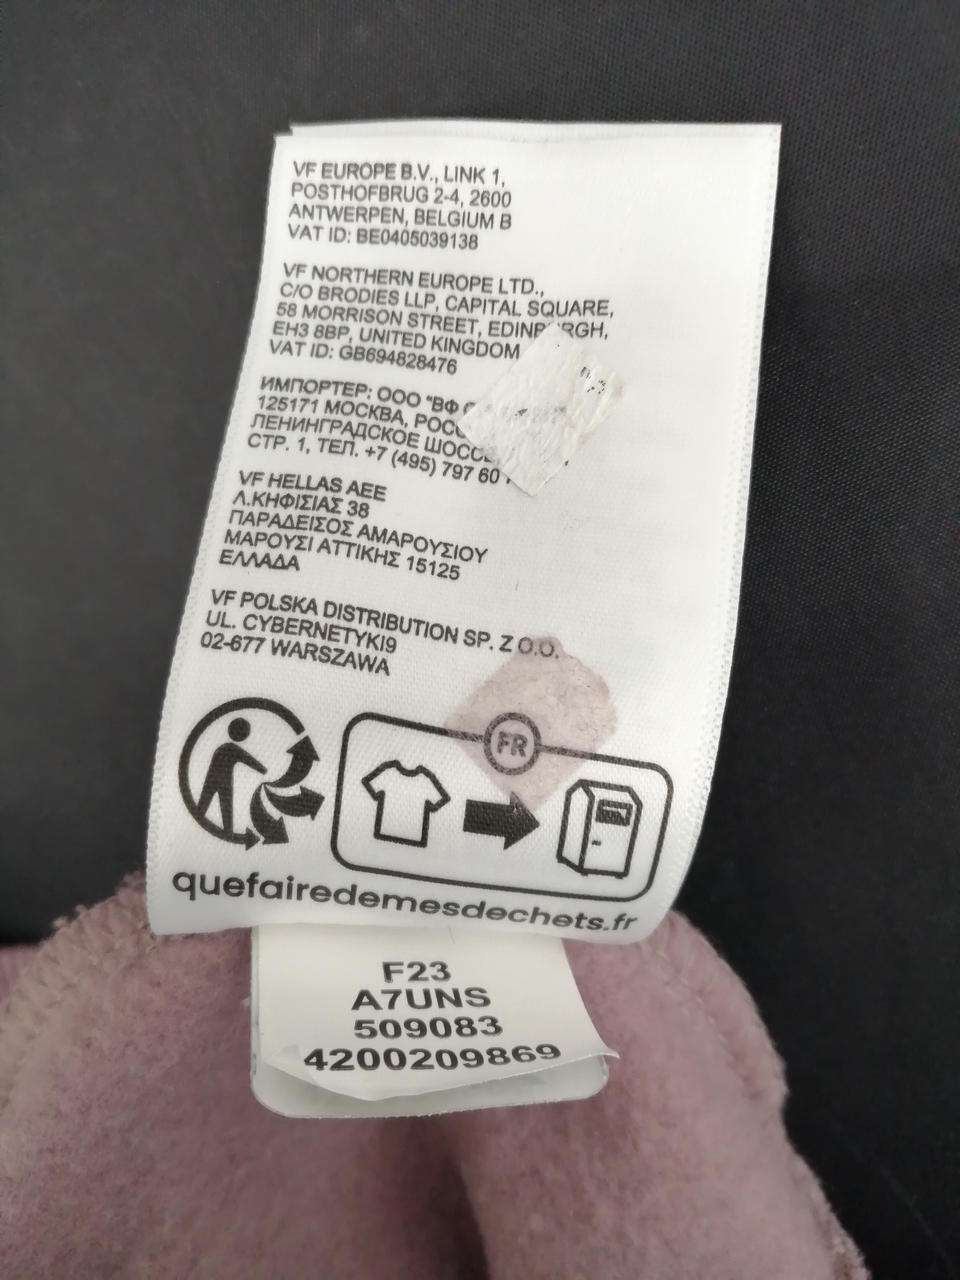 VF EUROPE B.V., LINK 1,
POSTHOFBRUG 2-4, 2600
ANTWERPEN, BELGIUM B
VAT ID: BE0405039138
VF NORTHERN EUROPE LTD.,
C/O BRODIES LLP, CAPITAL SQUARE,
58 MORRISON STREET,
EH3 8BP, UNITED KINGDOM
VAT ID: GB694828476
ИМПОРТЕР: ООО "ВФ
125171 МОСКВА,
ЛЕНИНГРАДСКОЕ
СТР. 1, ТЕЛ. +7 (495) 797 60
VF HELLAS AEE
Λ.ΚΗΦΙΣΙΑΣ 38
ΠΑΡΑΔΕΙΣΟΣ ΑΜΑΡΟΥΣΙΟΥ
ΜΑΡΟΥΣΙ ΑΤΤΙΚΗΣ 15125
ΕΛΛΑΔΑ
VF POLSKA DISTRIBUTION SP. Z O.O.
UL. CYBERNETYKI9
02-677 WARSZAWA
FR
quefairedemesdechets.fr
F23
A7UNS
509083
4200209869